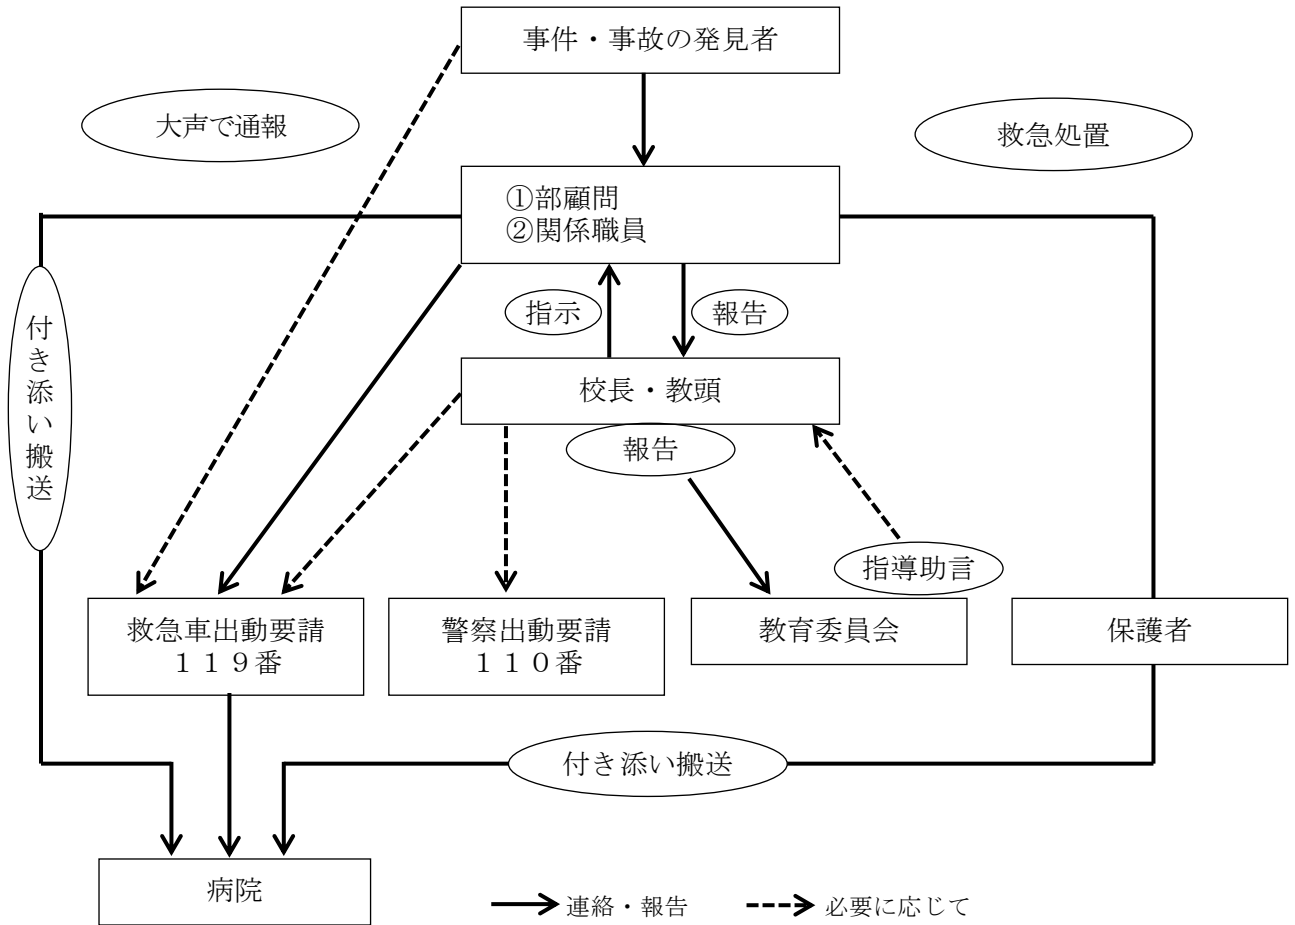 事件・事故の発見者
大声で通報
救急処置
①部顧問
②関係職員
指示
報告
付き添い搬送
校長・教頭
報告
指導助言
救急車出動要請
１１９番
警察出動要請
１１０番
教育委員会
保護者
付き添い搬送
病院
連絡・報告
必要に応じて